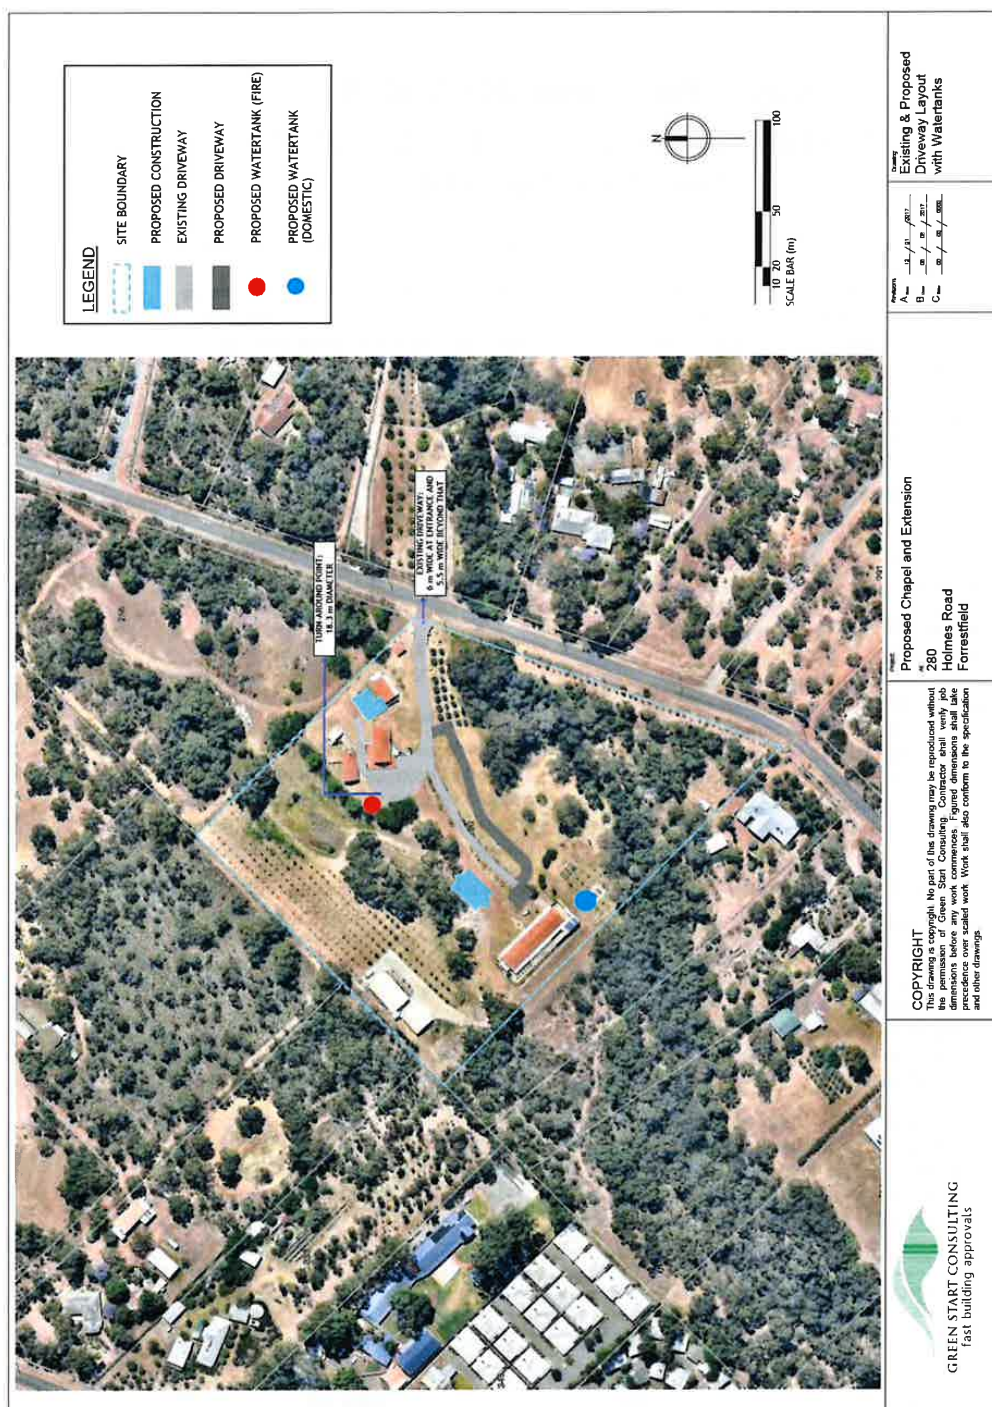 LEGEND
SITE BOUNDARY
PROPOSED CONSTRUCTION
EXISTING DRIVEWAY
PROPOSED DRIVEWAY
PROPOSED WATERTANK (FIRE)
PROPOSED WATERTANK
(DOMESTIC)
N
10 20 50 100
SCALE BAR (m)
TURN AROUND POINT:
18.3 m DIAMETER
EXISTING DRIVEWAY:
6 m WIDE AT ENTRANCE AND
5.5 m WIDE BEYOND THAT
GREEN START CONSULTING
fast building approvals
COPYRIGHT
This drawing is copyright. No part of this drawing may be reproduced without
the permission of Green Start Consulting. Contractor shall verify job
dimensions before any work commences. Figured dimensions shall take
precedence over scaled work. Work shall also conform to the specification
and other drawings
Project
Proposed Chapel and Extension
280
Holmes Road
Forrestfield
A
B
C
Drawing
Existing & Proposed
Driveway Layout
with Watertanks